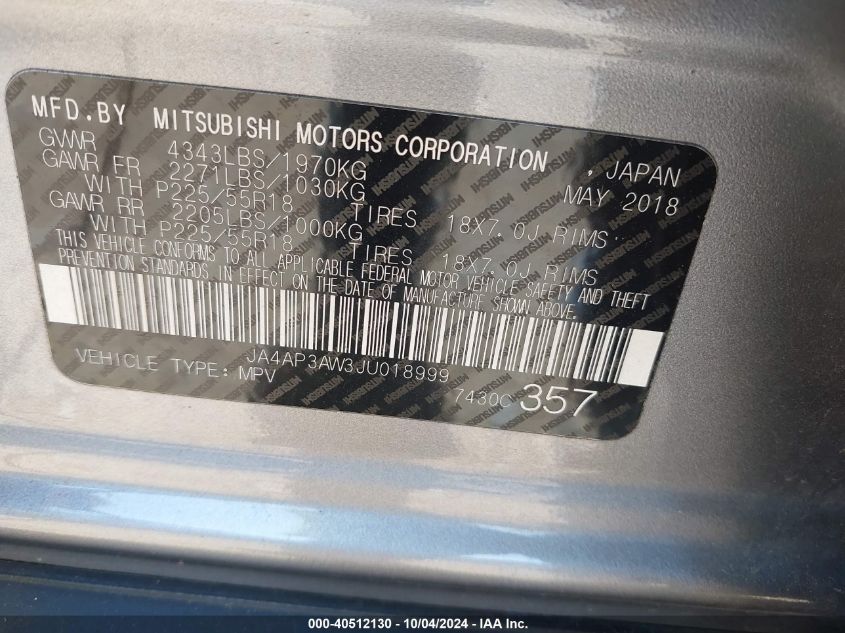 MFD.BY MITSUBISHI MOTORS CORPORATION , JAPAN
GVWR 4343LBS/1970KG MAY 2018
GAWR FR 2271LBS/1030KG
WITH P225/55R18 TIRES, 18X7.0J RIMS
GAWR RR 2205LBS/1000KG
WITH P225/55R18 TIRES, 18X7.0J RIMS
THIS VEHICLE CONFORMS TO ALL APPLICABLE FEDERAL MOTOR VEHICLE SAFETY AND THEFT
PREVENTION STANDARDS IN EFFECT ON THE DATE OF MANUFACTURE SHOWN ABOVE.
JA4AP3AW3JU018999
VEHICLE TYPE: MPV 7430C 357
000-40512130 - 10/04/2024 - IAA Inc.